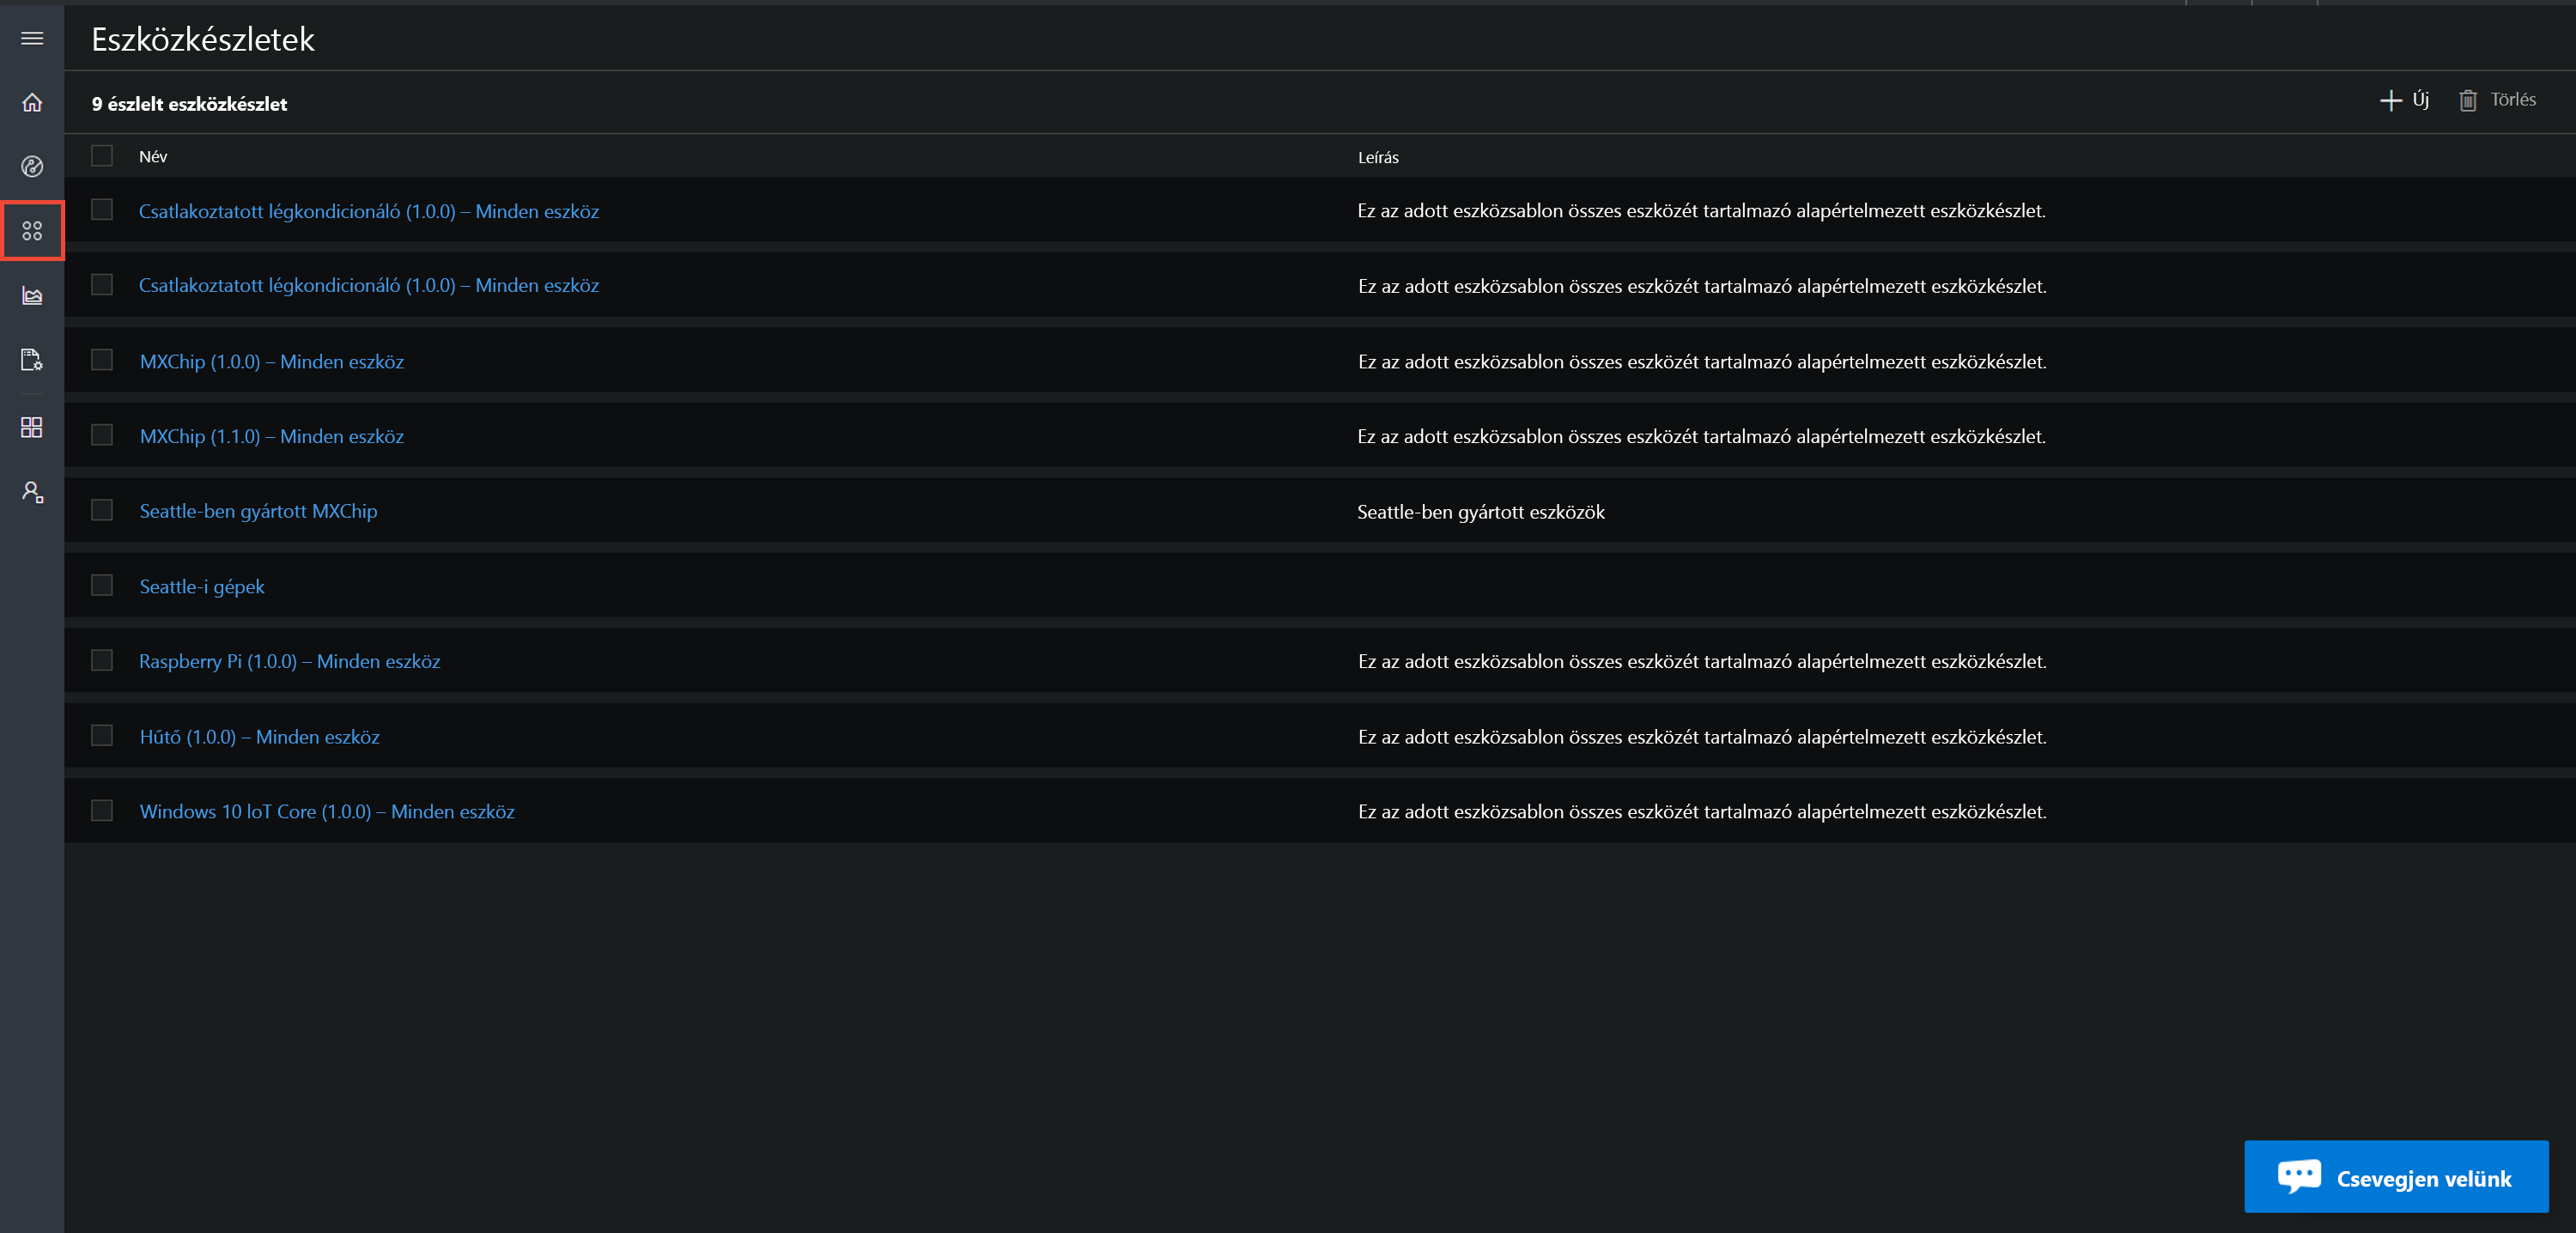 Eszközkészletek
9 észlelt eszközkészlet
Új Törlés
Név Leírás
Csatlakoztatott légkondicionáló (1.0.0) – Minden eszköz Ez az adott eszközsablon összes eszközét tartalmazó alapértelmezett eszközkészlet.
Csatlakoztatott légkondicionáló (1.0.0) – Minden eszköz Ez az adott eszközsablon összes eszközét tartalmazó alapértelmezett eszközkészlet.
MXChip (1.0.0) – Minden eszköz Ez az adott eszközsablon összes eszközét tartalmazó alapértelmezett eszközkészlet.
MXChip (1.1.0) – Minden eszköz Ez az adott eszközsablon összes eszközét tartalmazó alapértelmezett eszközkészlet.
Seattle-ben gyártott MXChip Seattle-ben gyártott eszközök
Seattle-i gépek
Raspberry Pi (1.0.0) – Minden eszköz Ez az adott eszközsablon összes eszközét tartalmazó alapértelmezett eszközkészlet.
Hűtő (1.0.0) – Minden eszköz Ez az adott eszközsablon összes eszközét tartalmazó alapértelmezett eszközkészlet.
Windows 10 loT Core (1.0.0) – Minden eszköz Ez az adott eszközsablon összes eszközét tartalmazó alapértelmezett eszközkészlet.
Csevegjen velünk